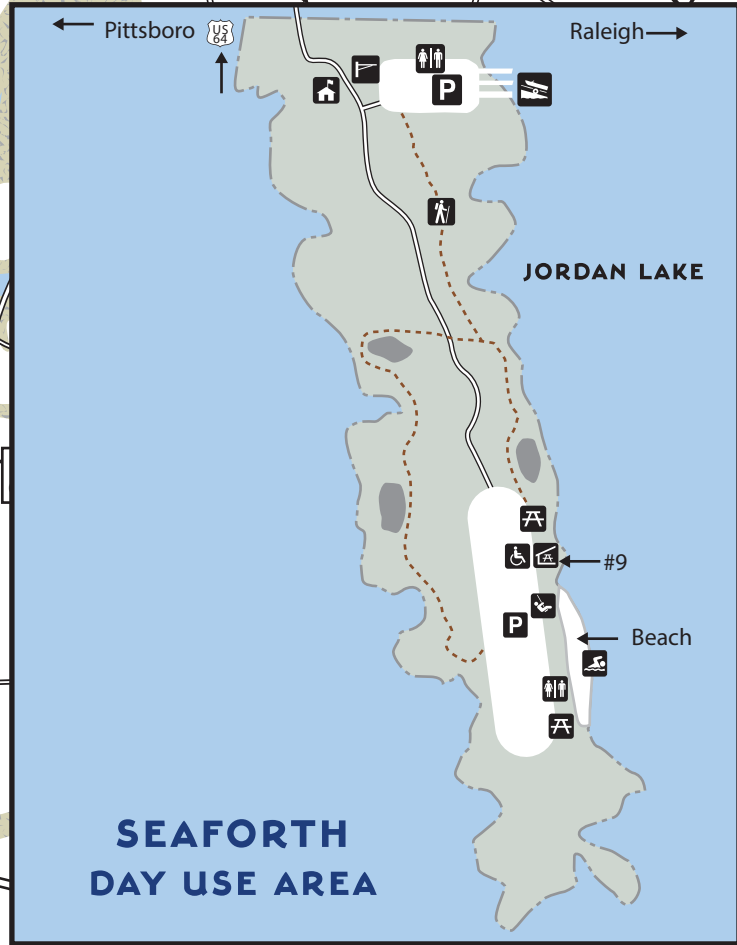 Pittsboro
US
64
Raleigh
P
JORDAN LAKE
#9
P
Beach
SEAFORTH
DAY USE AREA